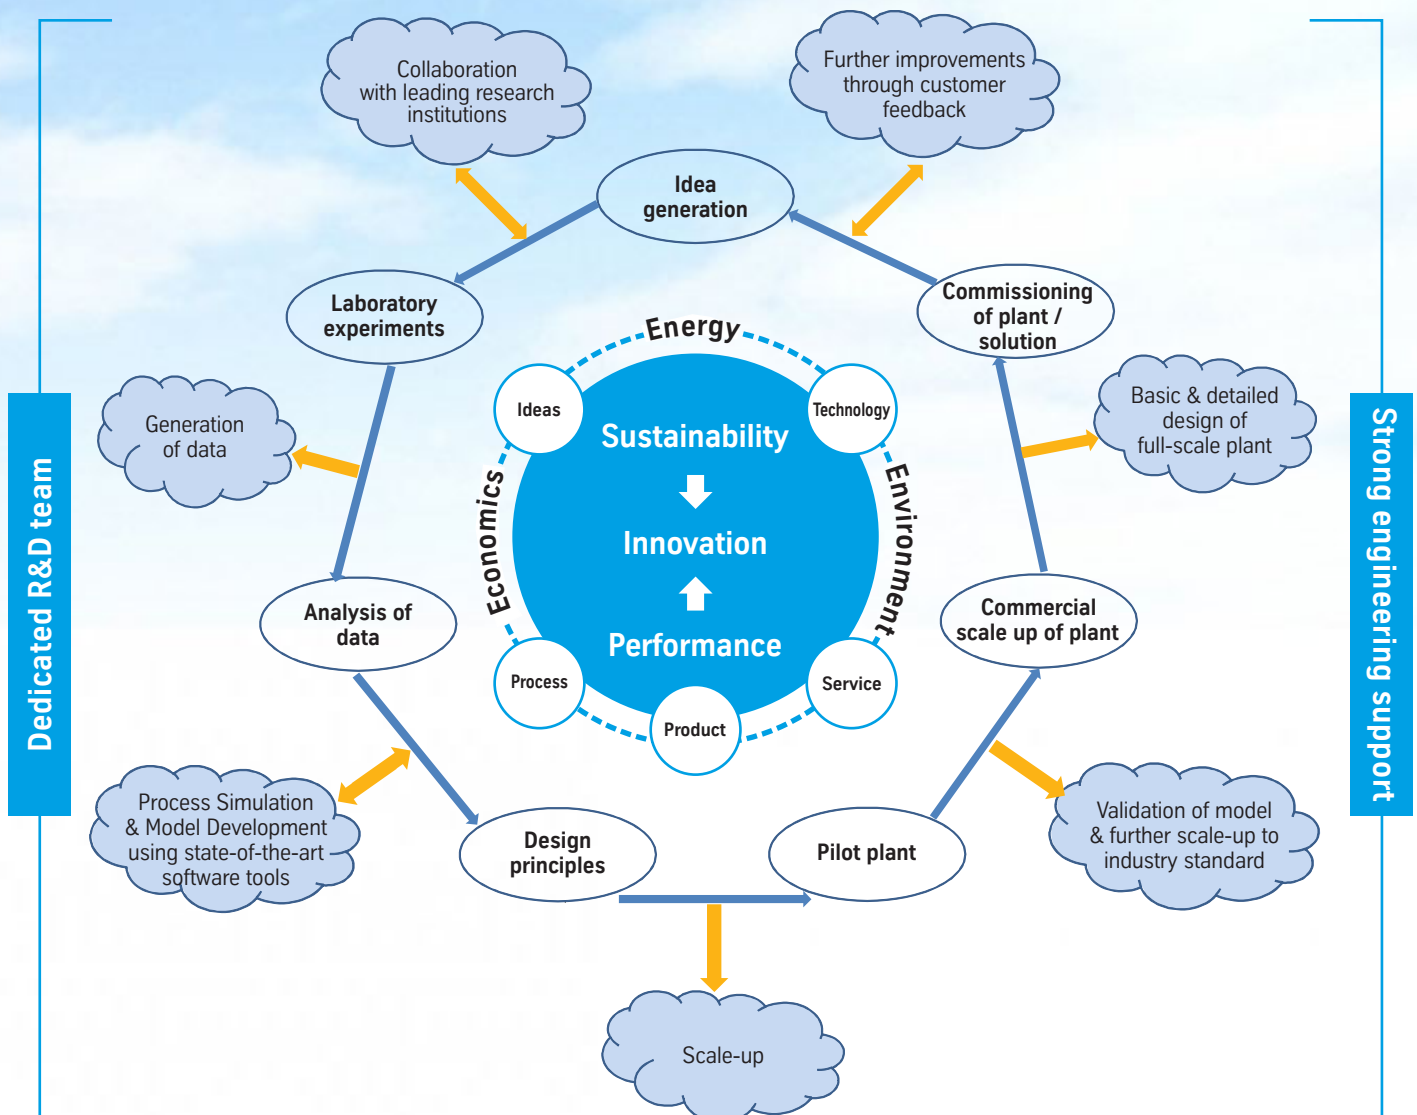 Collaboration
with leading research
institutions
Further improvements
through customer
feedback
Idea
generation
Laboratory
experiments
Commissioning
of plant /
solution
Energy
Ideas
Technology
Sustainability
Innovation
Performance
Economics
Environment
Process
Product
Service
Generation
of data
Basic & detailed
design of
full-scale plant
Dedicated R&D team
Strong engineering support
Analysis of
data
Commercial
scale up of plant
Process Simulation
& Model Development
using state-of-the-art
software tools
Design
principles
Pilot plant
Validation of model
& further scale-up to
industry standard
Scale-up